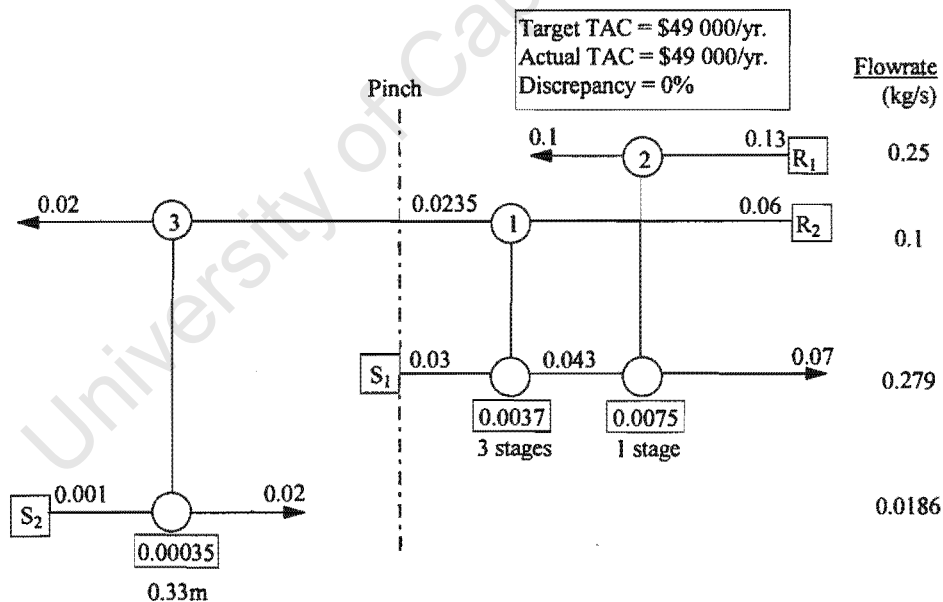 Target TAC = $49 000/yr.
Actual TAC = $49 000/yr.
Discrepancy = 0%
Flowrate
(kg/s)
Pinch
0.1
2
0.13
R1
0.25
0.02
3
0.0235
1
0.06
R2
0.1
S1
0.03
0.043
0.07
0.279
0.0037
0.0075
3 stages
1 stage
S2
0.001
0.02
0.0186
0.00035
0.33m
University of Ca